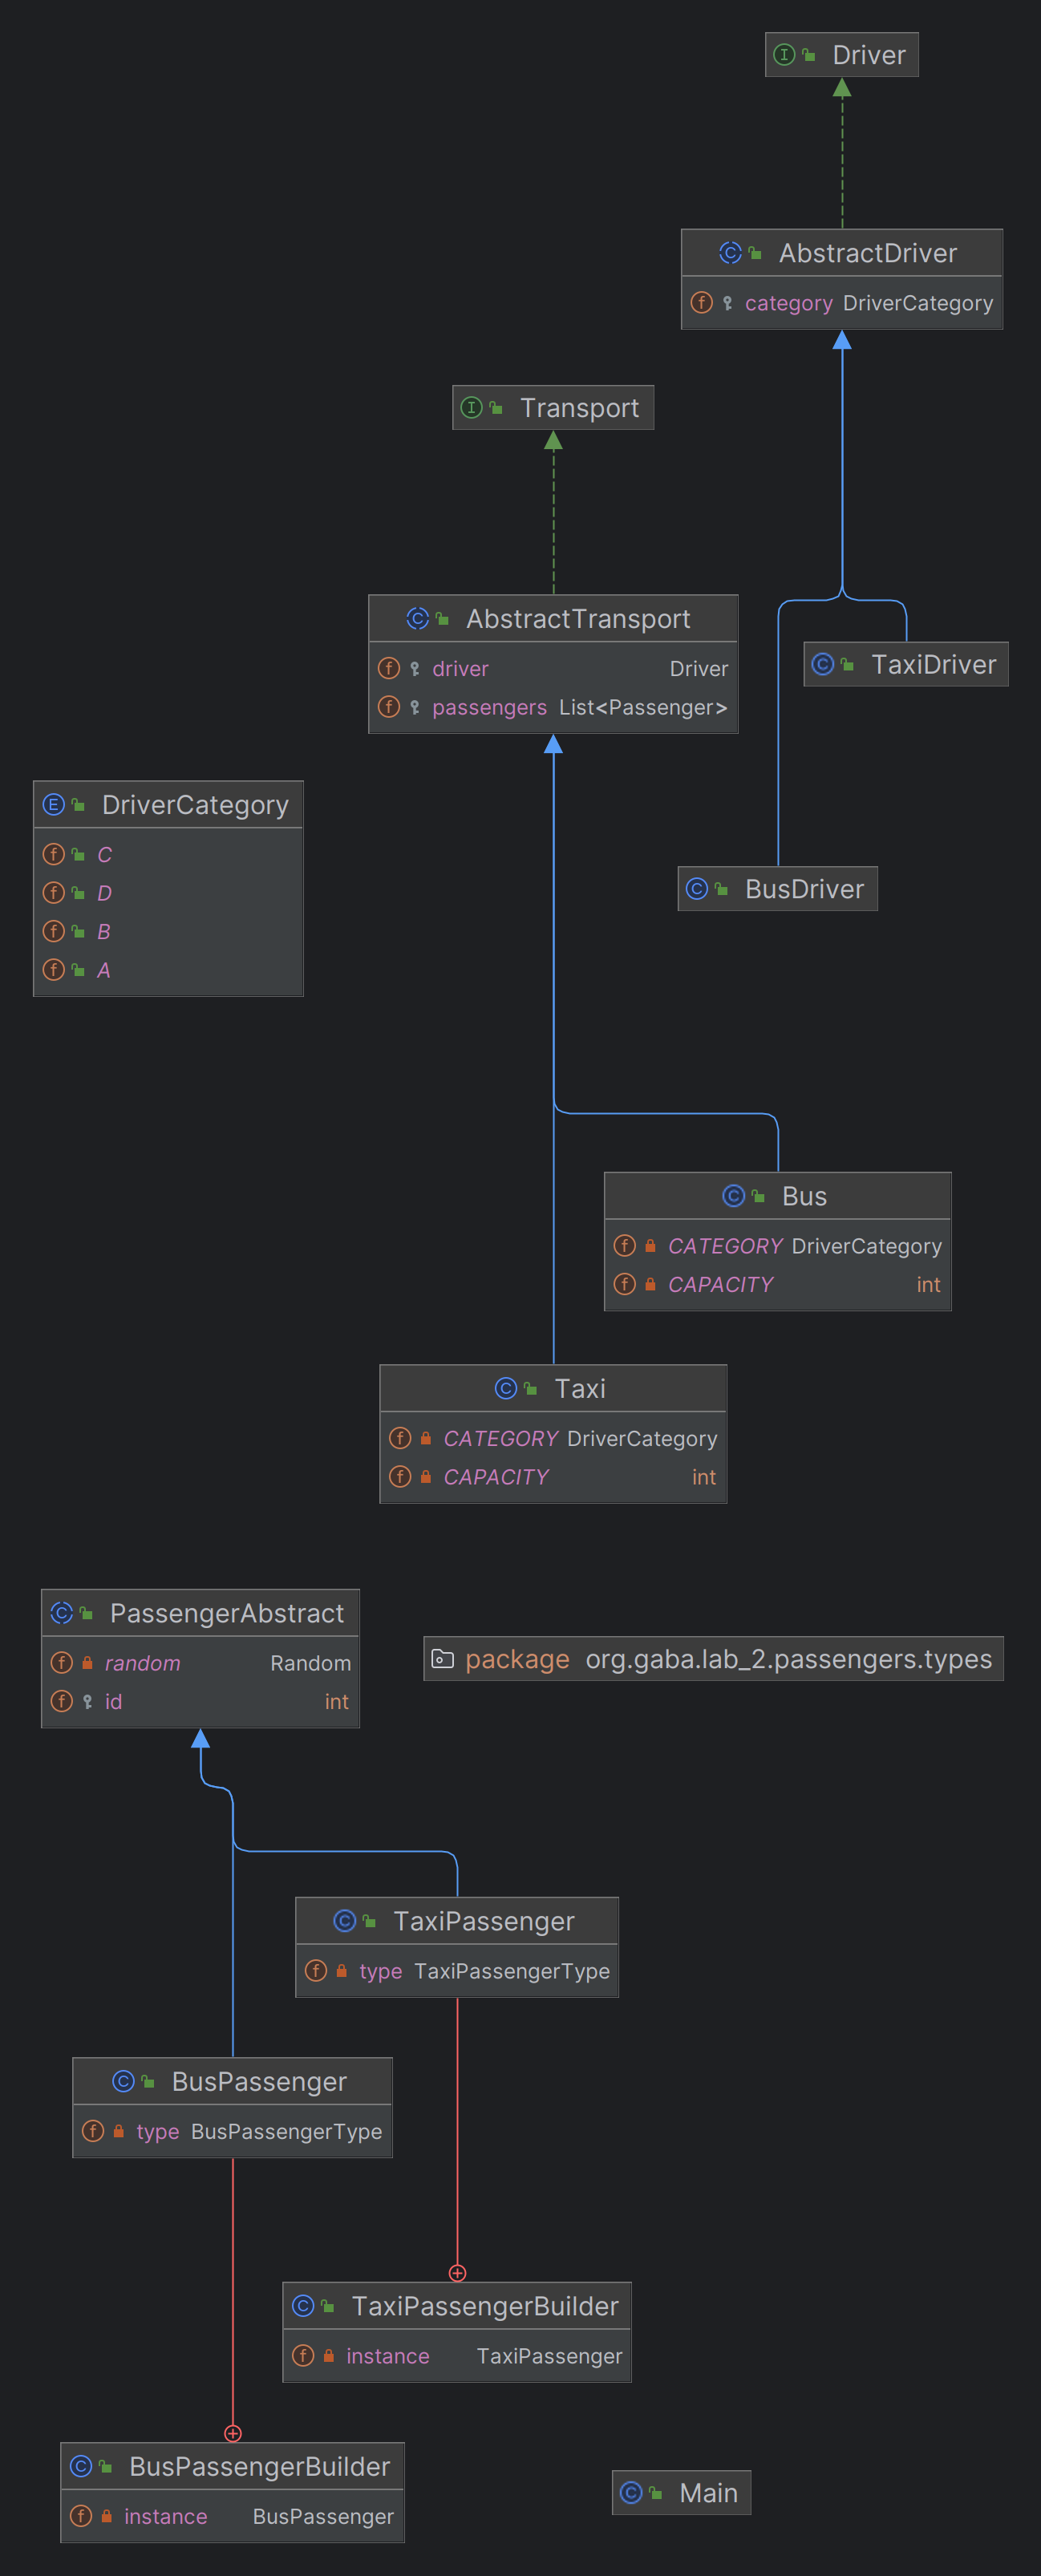 Driver
AbstractDriver
category DriverCategory
Transport
AbstractTransport
driver Driver
passengers List<Passenger>
TaxiDriver
DriverCategory
C
D
B
A
BusDriver
Bus
CATEGORY DriverCategory
CAPACITY int
Taxi
CATEGORY DriverCategory
CAPACITY int
PassengerAbstract
random Random
id int
package org.gaba.lab_2.passengers.types
TaxiPassenger
type TaxiPassengerType
BusPassenger
type BusPassengerType
TaxiPassengerBuilder
instance TaxiPassenger
BusPassengerBuilder
instance BusPassenger
Main